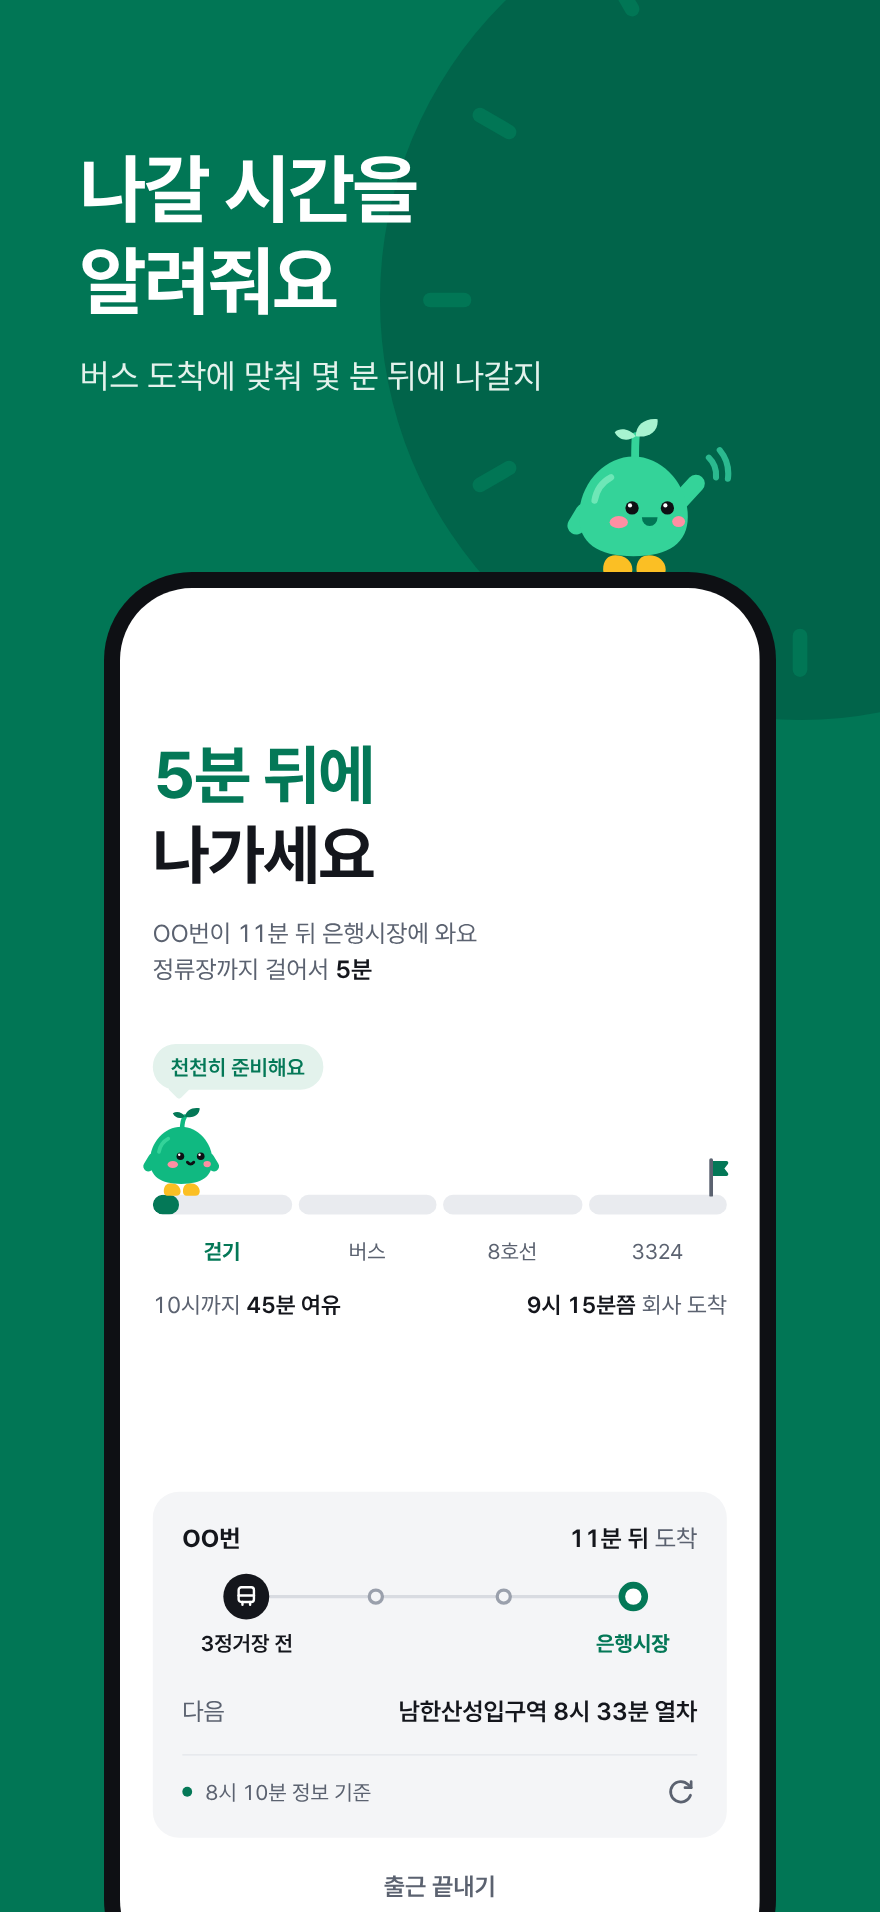 나갈 시간을
알려줘요
버스 도착에 맞춰 몇 분 뒤에 나갈지
5분 뒤에
나가세요
OO번이 11분 뒤 은행시장에 와요
정류장까지 걸어서 5분
천천히 준비해요
걷기 버스 8호선 3324
10시까지 45분 여유 9시 15분쯤 회사 도착
OO번 11분 뒤 도착
3정거장 전 은행시장
다음 남한산성입구역 8시 33분 열차
8시 10분 정보 기준
출근 끝내기